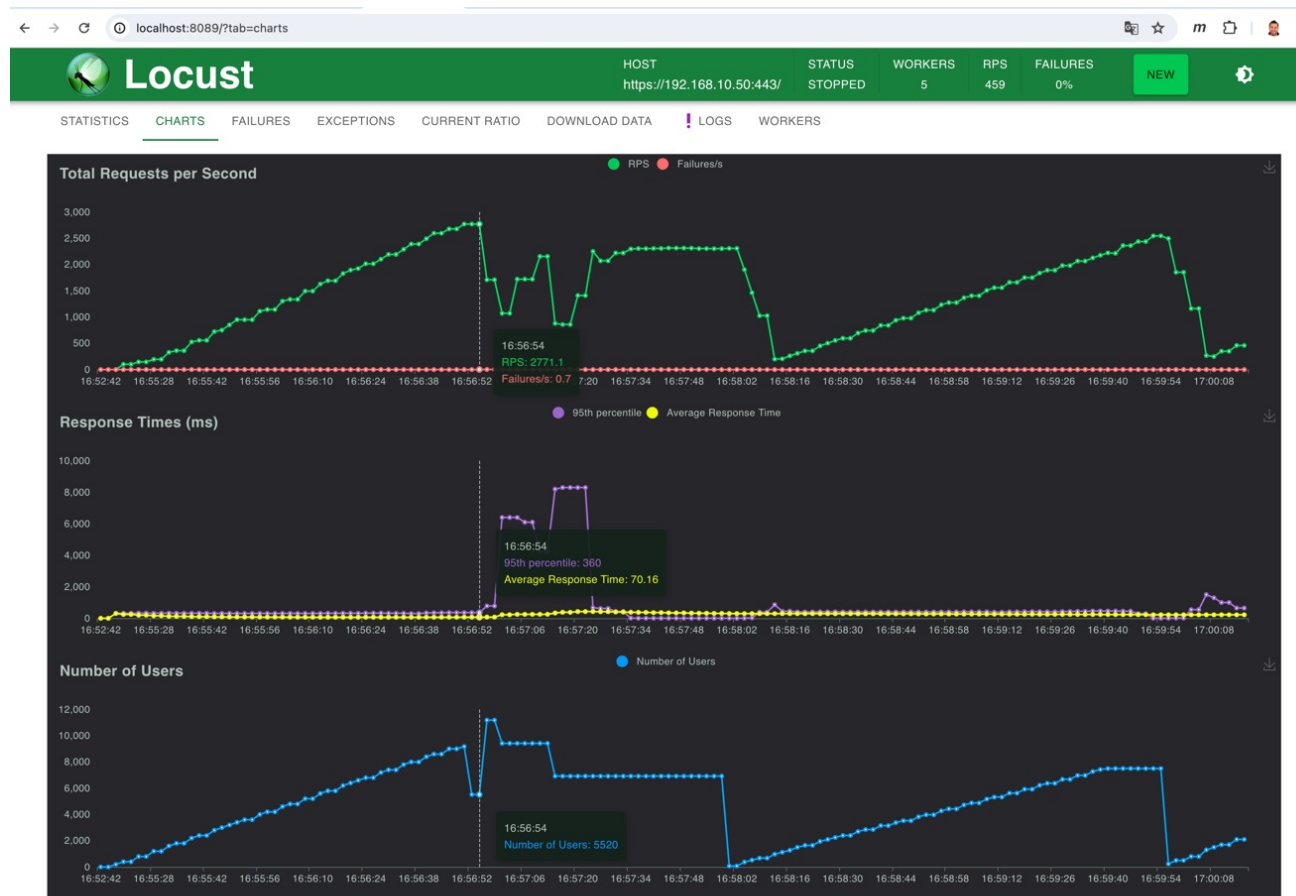 localhost:8089/?tab=charts
m
Locust
HOST
https://192.168.10.50:443/
STATUS
STOPPED
WORKERS
5
RPS
459
FAILURES
0%
NEW
STATISTICS CHARTS FAILURES EXCEPTIONS CURRENT RATIO DOWNLOAD DATA ! LOGS WORKERS
Total Requests per Second
RPS Failures/s
3,000
2,500
2,000
1,500
1,000
500
0
16:56:54
RPS: 2771.1
Failures/s: 0.7
16:52:42 16:55:28 16:55:42 16:55:56 16:56:10 16:56:24 16:56:38 16:56:52 7:20 16:57:34 16:57:48 16:58:02 16:58:16 16:58:30 16:58:44 16:58:58 16:59:12 16:59:26 16:59:40 16:59:54 17:00:08
Response Times (ms)
95th percentile Average Response Time
10,000
8,000
6,000
4,000
2,000
0
16:56:54
95th percentile: 360
Average Response Time: 70.16
16:52:42 16:55:28 16:55:42 16:55:56 16:56:10 16:56:24 16:56:38 16:56:52 16:57:06 16:57:20 16:57:34 16:57:48 16:58:02 16:58:16 16:58:30 16:58:44 16:58:58 16:59:12 16:59:26 16:59:40 16:59:54 17:00:08
Number of Users
Number of Users
12,000
10,000
8,000
6,000
4,000
2,000
0
16:56:54
Number of Users: 5520
16:52:42 16:55:28 16:55:42 16:55:56 16:56:10 16:56:24 16:56:38 16:56:52 16:57:06 16:57:20 16:57:34 16:57:48 16:58:02 16:58:16 16:58:30 16:58:44 16:58:58 16:59:12 16:59:26 16:59:40 16:59:54 17:00:08